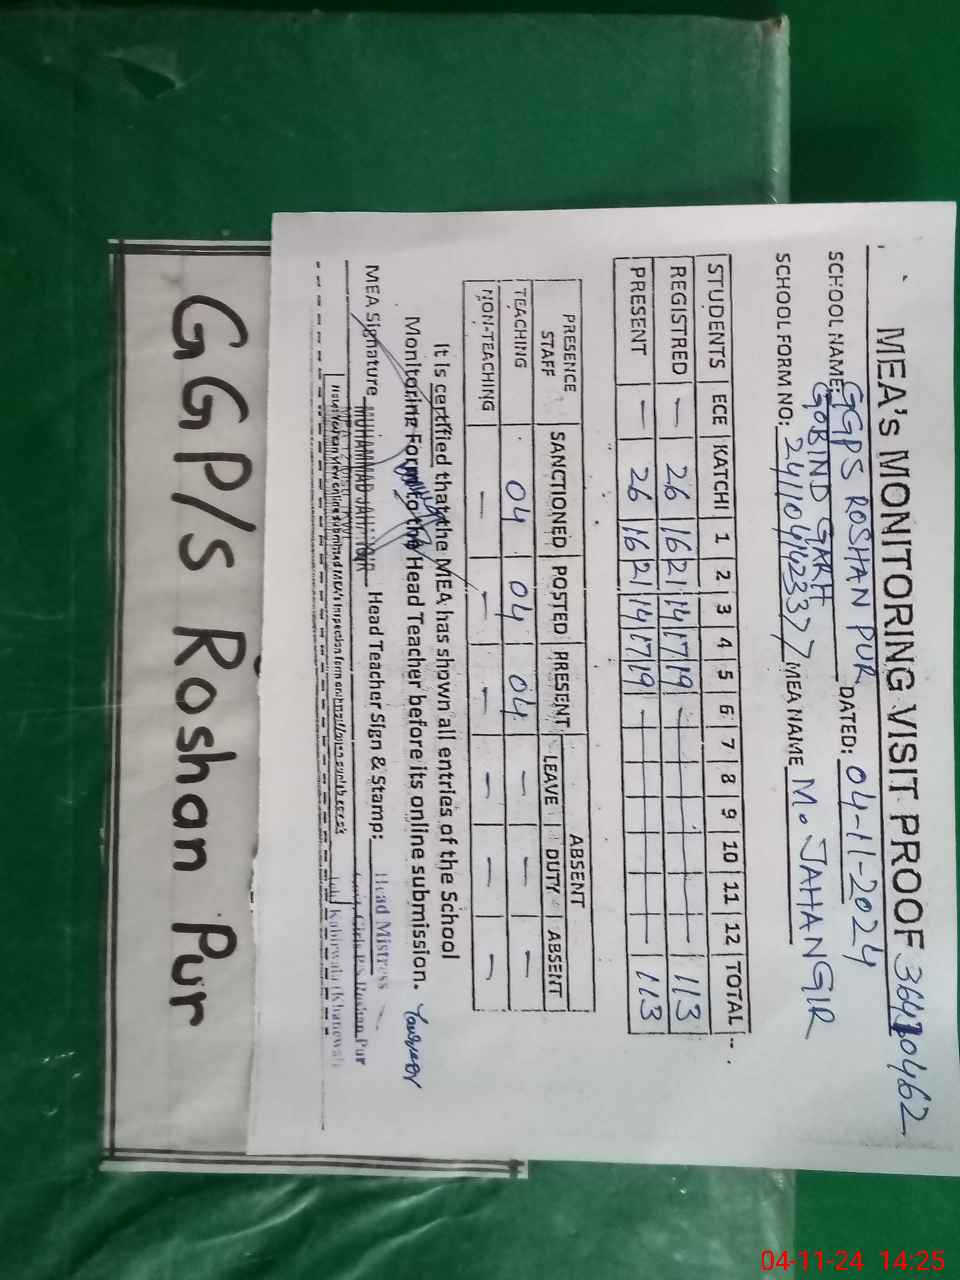 MEA'S MONITORING VISIT PROOF 36410462
SCHOOL NAME: GGPS ROSHAN PUR DATED: 04-11-2024
GOBIND GARH
SCHOOL FORM NO: MEA NAME M. JAHANGIR
STUDENTS ECE KATCHI 1 2 3 4 5 6 7 8 9 10 11 12 TOTAL
REGISTRED — 26 16 21 14 17 19 — 113
PRESENT — 26 16 21 14 17 19 — 113
PRESENCE STAFF SANCTIONED POSTED PRESENT ABSENT
LEAVE DUTY ABSENT
TEACHING 04 04 04 — — —
NON-TEACHING — — — — — —
It is certified that the MEA has shown all entries of the School
Monitoring Form to the Head Teacher before its online submission.
MEA Signature MUHAMMAD JAHANGIR Head Teacher Sign & Stamp: Head Mistress
Govt. Girls P/S Roshan Pur
Kabirwala (Khanewal)
GGP/s Roshan Pur
04-11-24 14:25